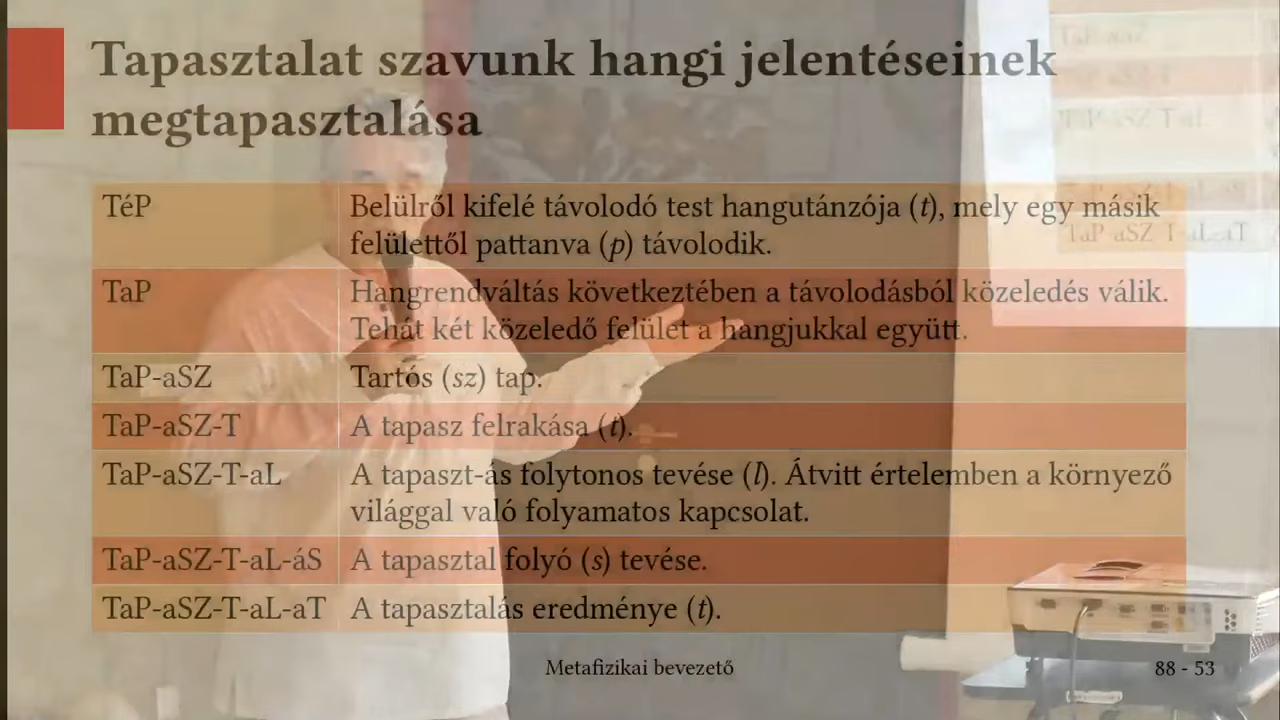 Tapasztalat szavunk hangi jelentéseinek
megtapasztalása
TéP
Belülről kifelé távolodó test hangutánzója (t), mely egy másik
felülettől pattanva (p) távolodik.
TaP
Hangrendváltás következtében a távolodásból közeledés válik.
Tehát két közeledő felület a hangjukkal együtt.
TaP-aSZ
Tartós (sz) tap.
TaP-aSZ-T
A tapasz felrakása (t).
TaP-aSZ-T-aL
A tapaszt-ás folytonos tevése (l). Átvitt értelemben a környező
világgal való folyamatos kapcsolat.
TaP-aSZ-T-aL-áS
A tapasztal folyó (s) tevése.
TaP-aSZ-T-aL-aT
A tapasztalás eredménye (t).
Metafizikai bevezető
88 - 53